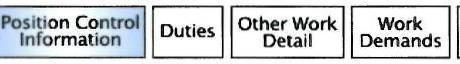 Position Control
Information
Duties
Other Work
Detail
Work
Demands